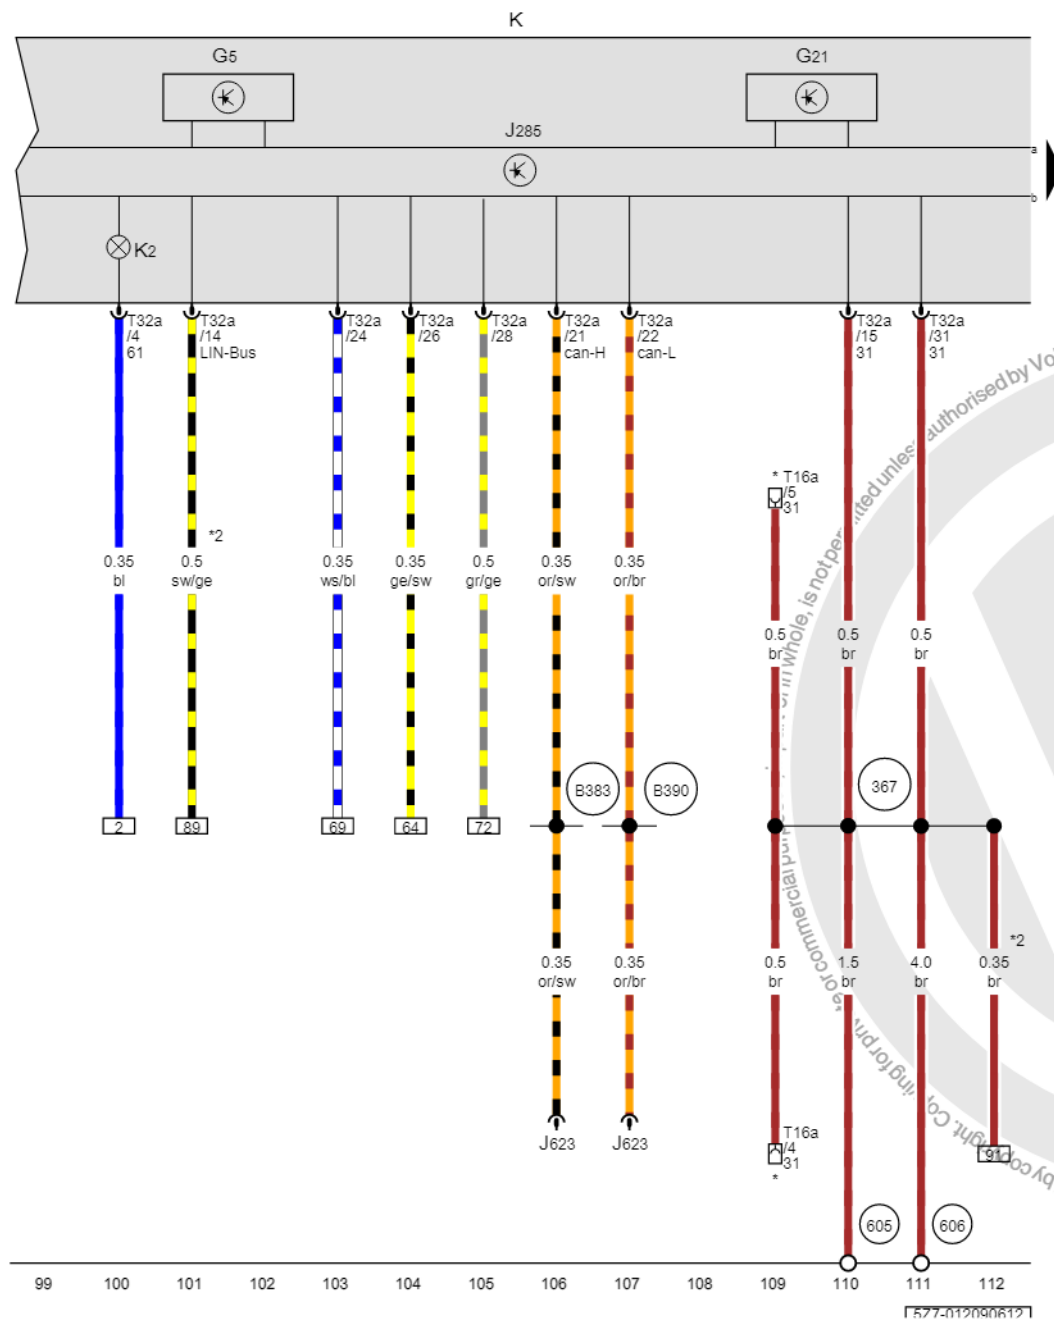 K
G5
G21
J285
a
b
K2
T32a
/4
61
T32a
/14
LIN-Bus
T32a
/24
T32a
/26
T32a
/28
T32a
/21
can-H
T32a
/22
can-L
T32a
/15
31
T32a
/31
31
* T16a
/5
31
*2
0.35
bl
0.5
sw/ge
0.35
ws/bl
0.35
ge/sw
0.5
gr/ge
0.35
or/sw
0.35
or/br
0.5
br
0.5
br
0.5
br
B383
B390
367
2
89
69
64
72
*2
0.35
or/sw
0.35
or/br
0.5
br
1.5
br
4.0
br
0.35
br
J623
J623
T16a
/4
31
*
91
605
606
99 100 101 102 103 104 105 106 107 108 109 110 111 112
577-012090612